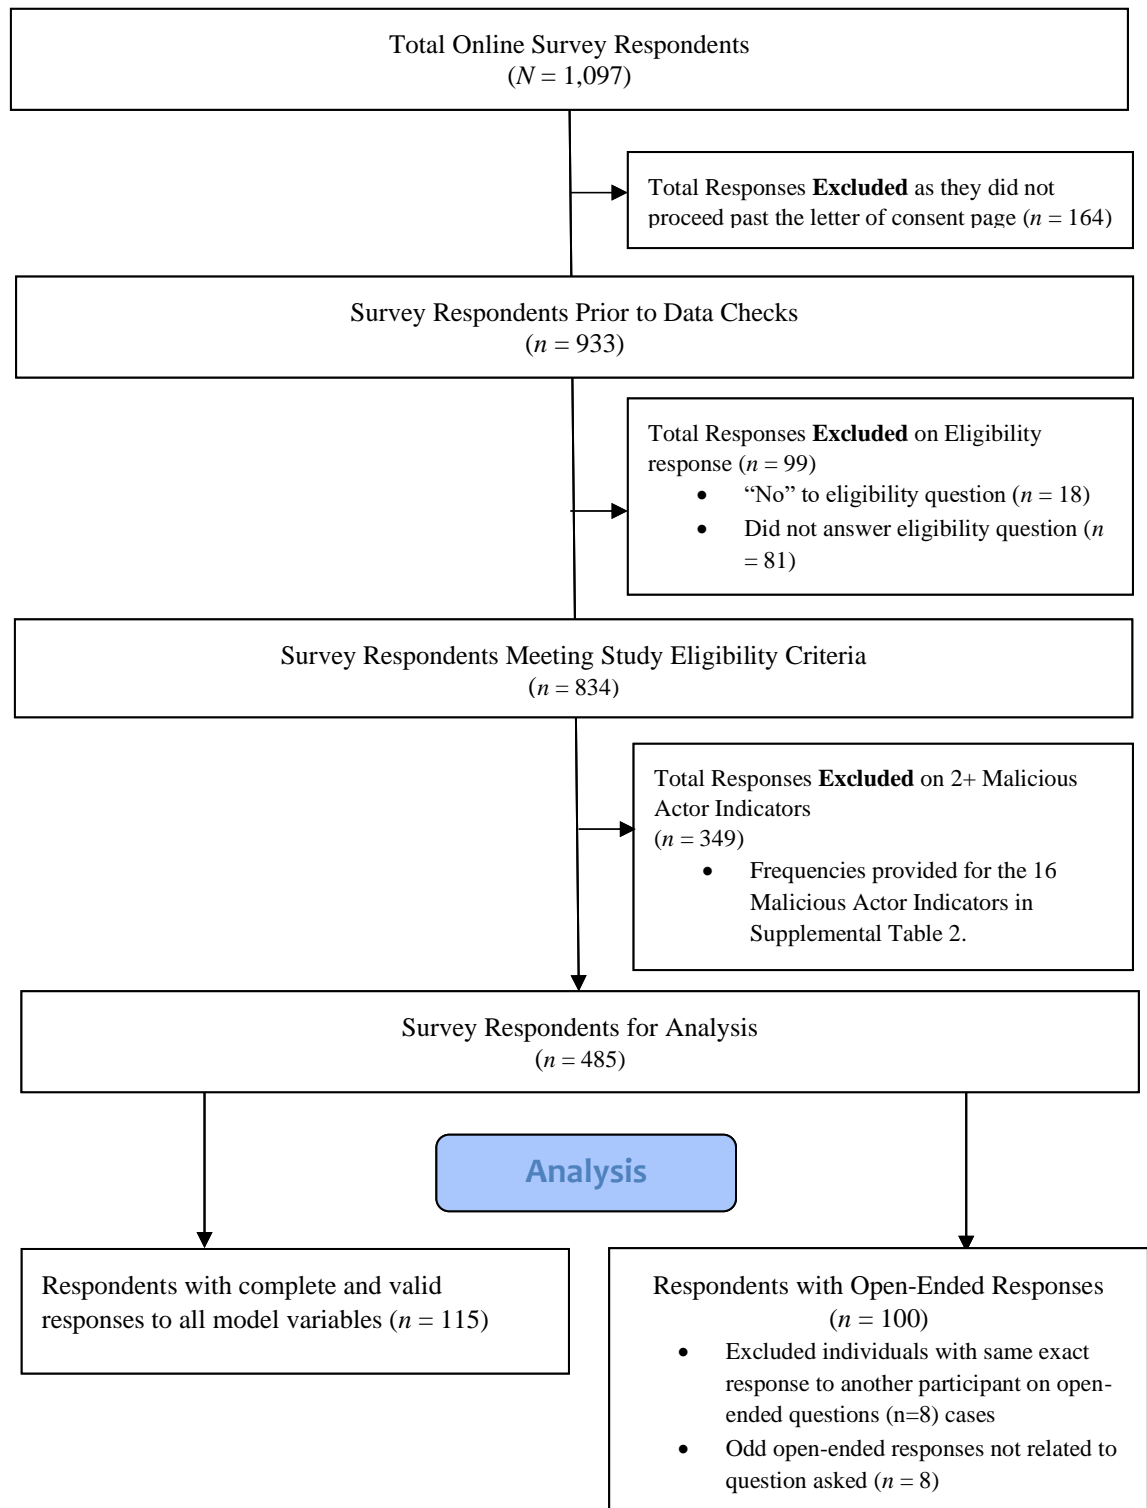 Total Online Survey Respondents
(N = 1,097)
Total Responses Excluded as they did not
proceed past the letter of consent page (n = 164)
Survey Respondents Prior to Data Checks
(n = 933)
Total Responses Excluded on Eligibility
response (n = 99)
• “No” to eligibility question (n = 18)
• Did not answer eligibility question (n
= 81)
Survey Respondents Meeting Study Eligibility Criteria
(n = 834)
Total Responses Excluded on 2+ Malicious
Actor Indicators
(n = 349)
• Frequencies provided for the 16
Malicious Actor Indicators in
Supplemental Table 2.
Survey Respondents for Analysis
(n = 485)
Analysis
Respondents with complete and valid
responses to all model variables (n = 115)
Respondents with Open-Ended Responses
(n = 100)
• Excluded individuals with same exact
response to another participant on open-
ended questions (n=8) cases
• Odd open-ended responses not related to
question asked (n = 8)